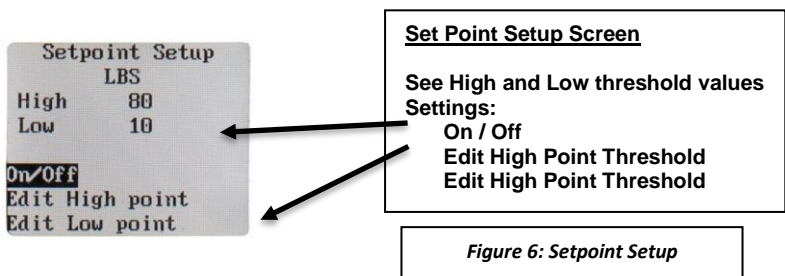 Setpoint Setup
LBS
High 80
Low 10
On/Off
Edit High point
Edit Low point
Set Point Setup Screen
See High and Low threshold values
Settings:
On / Off
Edit High Point Threshold
Edit High Point Threshold
Figure 6: Setpoint Setup